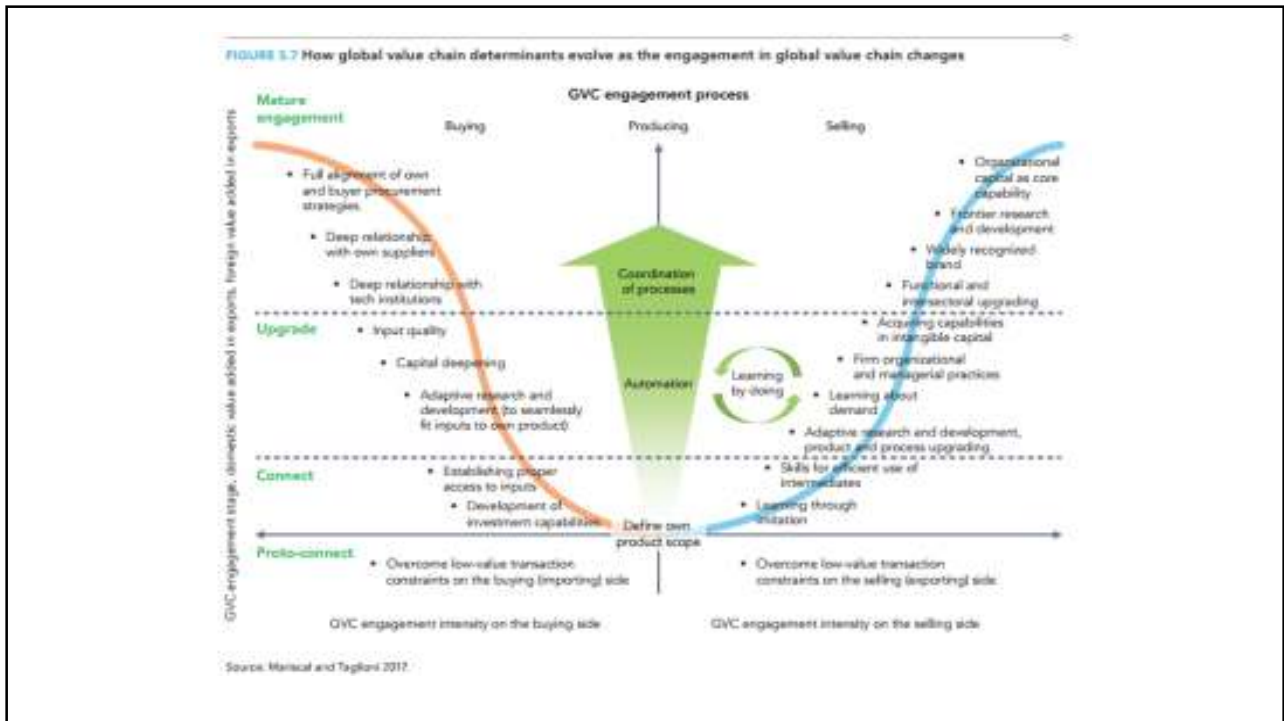 FIGURE 5.7 How global value chain determinants evolve as the engagement in global value chain changes
GVC engagement stage, domestic value added in exports, foreign value added in exports
Mature
engagement
GVC engagement process
Buying
Producing
Selling
• Full alignment of own
and buyer procurement
strategies
• Deep relationship
with own suppliers
• Deep relationship with
tech institutions
Coordination
of processes
• Organizational
capital as core
capability
• Frontier research
and development
• Widely recognized
brand
• Functional and
intersectoral upgrading
Upgrade
• Input quality
• Capital deepening
• Adaptive research and
development (to seamlessly
fit inputs to own product)
Automation
Learning
by doing
• Acquiring capabilities
in intangible capital
• Firm organizational
and managerial practices
• Learning about
demand
• Adaptive research and development,
product and process upgrading
Connect
• Establishing proper
access to inputs
• Development of
investment capabilities
Define own
product scope
• Skills for efficient use of
intermediates
• Learning through
imitation
Proto-connect
• Overcome low-value transaction
constraints on the buying (importing) side
• Overcome low-value transaction
constraints on the selling (exporting) side
GVC engagement intensity on the buying side
GVC engagement intensity on the selling side
Source: Mariscal and Taglioni 2017.